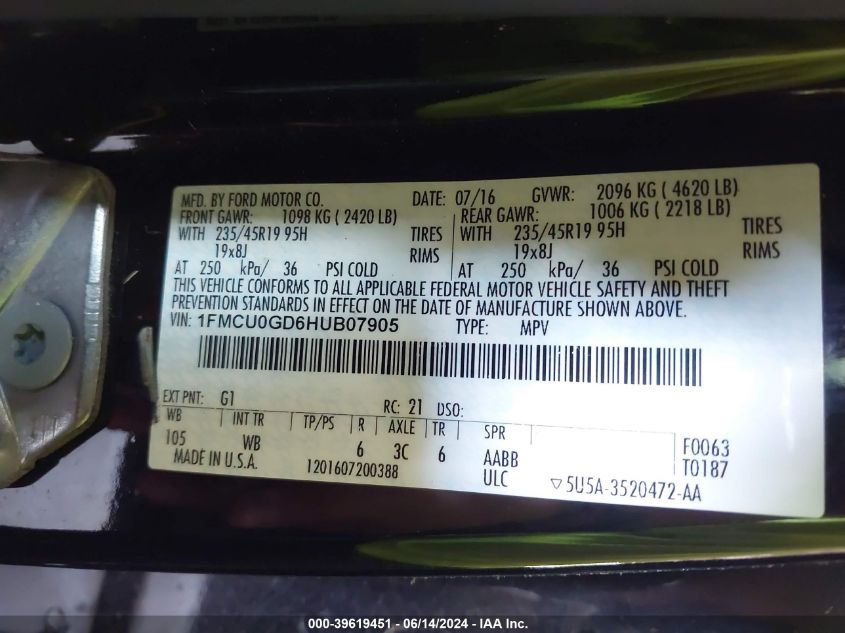 MFD. BY FORD MOTOR CO. DATE: 07/16 GVWR: 2096 KG ( 4620 LB)
FRONT GAWR: 1098 KG ( 2420 LB) REAR GAWR: 1006 KG ( 2218 LB)
WITH 235/45R19 95H TIRES WITH 235/45R19 95H TIRES
19x8J RIMS 19x8J RIMS
AT 250 kPa/ 36 PSI COLD AT 250 kPa/ 36 PSI COLD
THIS VEHICLE CONFORMS TO ALL APPLICABLE FEDERAL MOTOR VEHICLE SAFETY AND THEFT
PREVENTION STANDARDS IN EFFECT ON THE DATE OF MANUFACTURE SHOWN ABOVE.
VIN: 1FMCU0GD6HUB07905 TYPE: MPV
EXT PNT: G1 RC: 21 DSO:
WB INT TR TP/PS R AXLE TR SPR
105 WB 6 3C 6 AABB F0063
MADE IN U.S.A. 1201607200388 ULC T0187
▽5U5A-3520472-AA
000-39619451 - 06/14/2024 - IAA Inc.